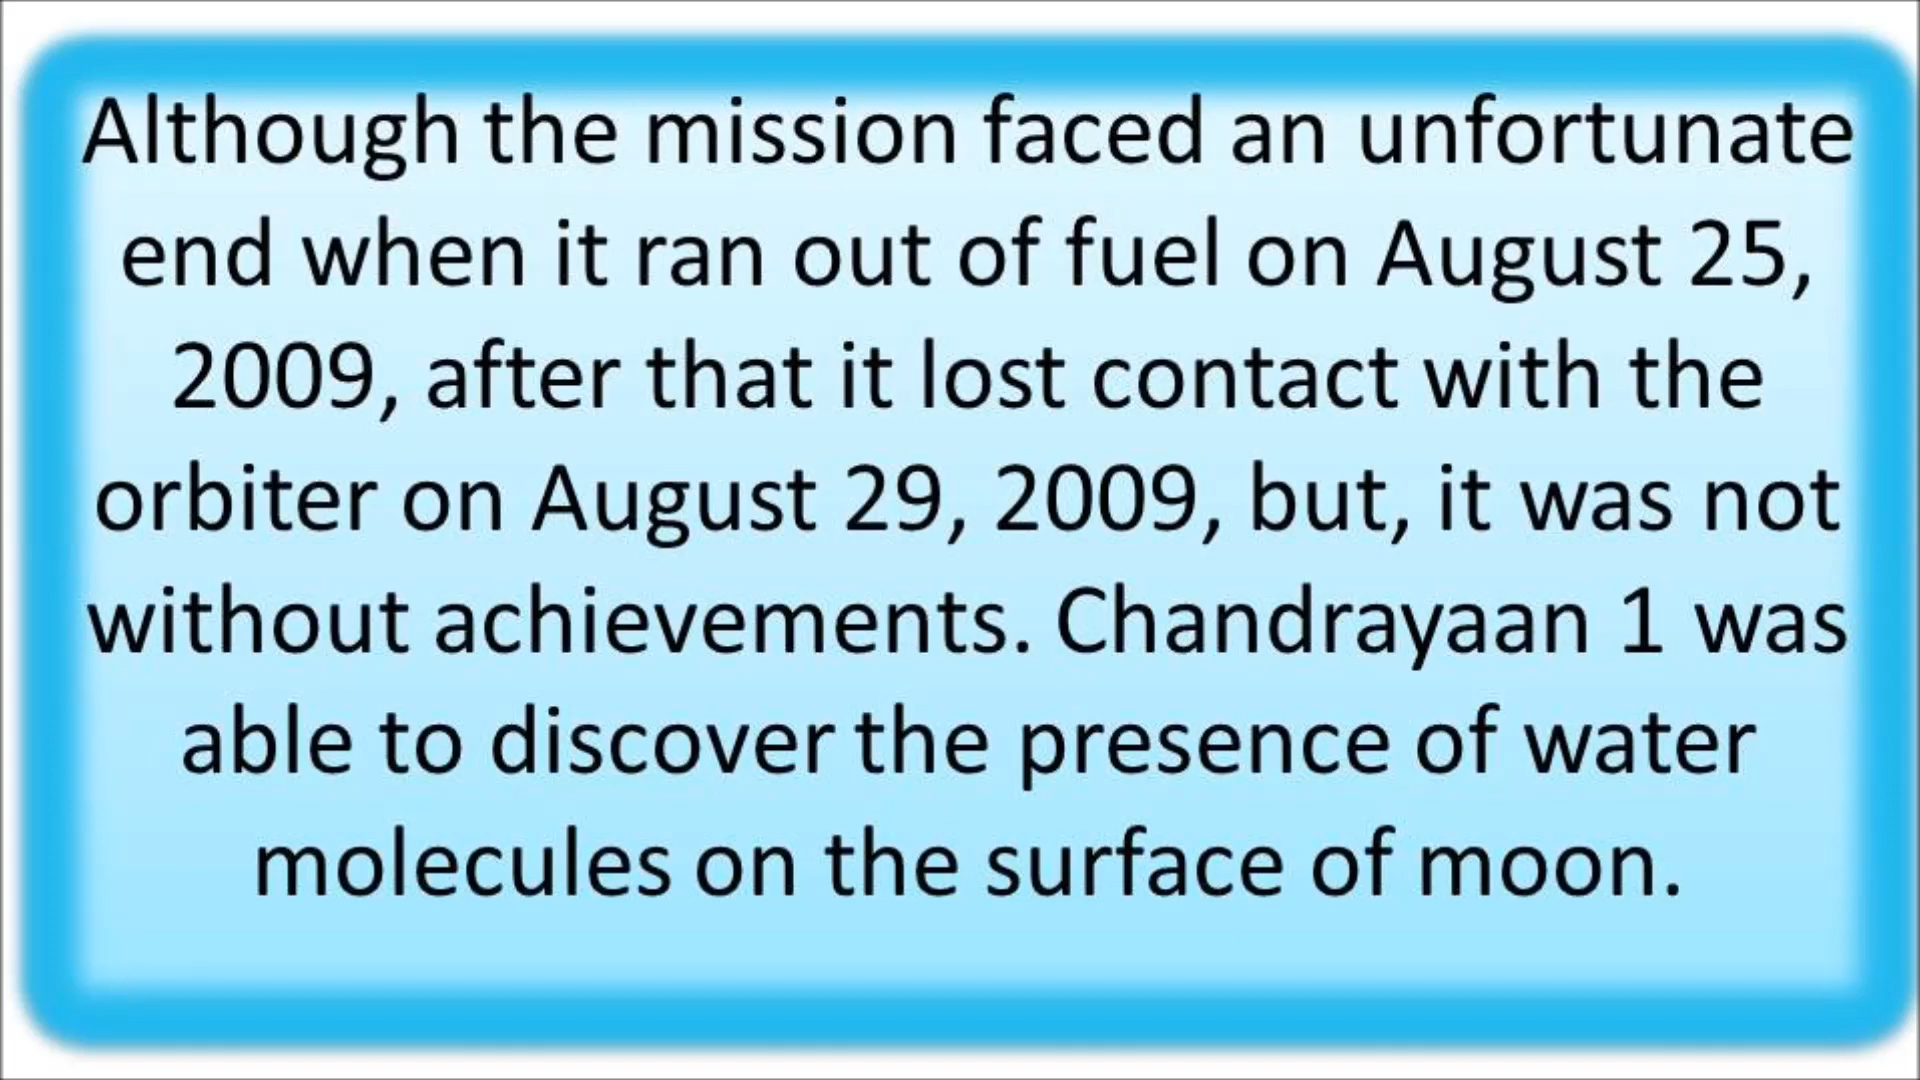 Although the mission faced an unfortunate
end when it ran out of fuel on August 25,
2009, after that it lost contact with the
orbiter on August 29, 2009, but, it was not
without achievements. Chandrayaan 1 was
able to discover the presence of water
molecules on the surface of moon.